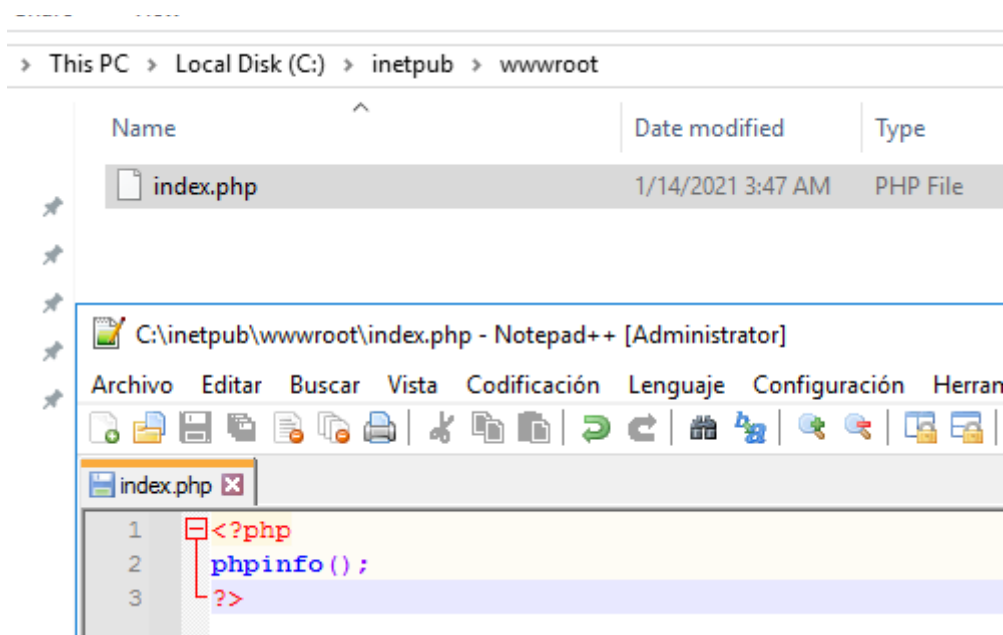 > This PC > Local Disk (C:) > inetpub > wwwroot
Name Date modified Type
index.php 1/14/2021 3:47 AM PHP File
C:\inetpub\wwwroot\index.php - Notepad++ [Administrator]
Archivo Editar Buscar Vista Codificación Lenguaje Configuración Herran
index.php
1 <?php
2 phpinfo();
3 ?>